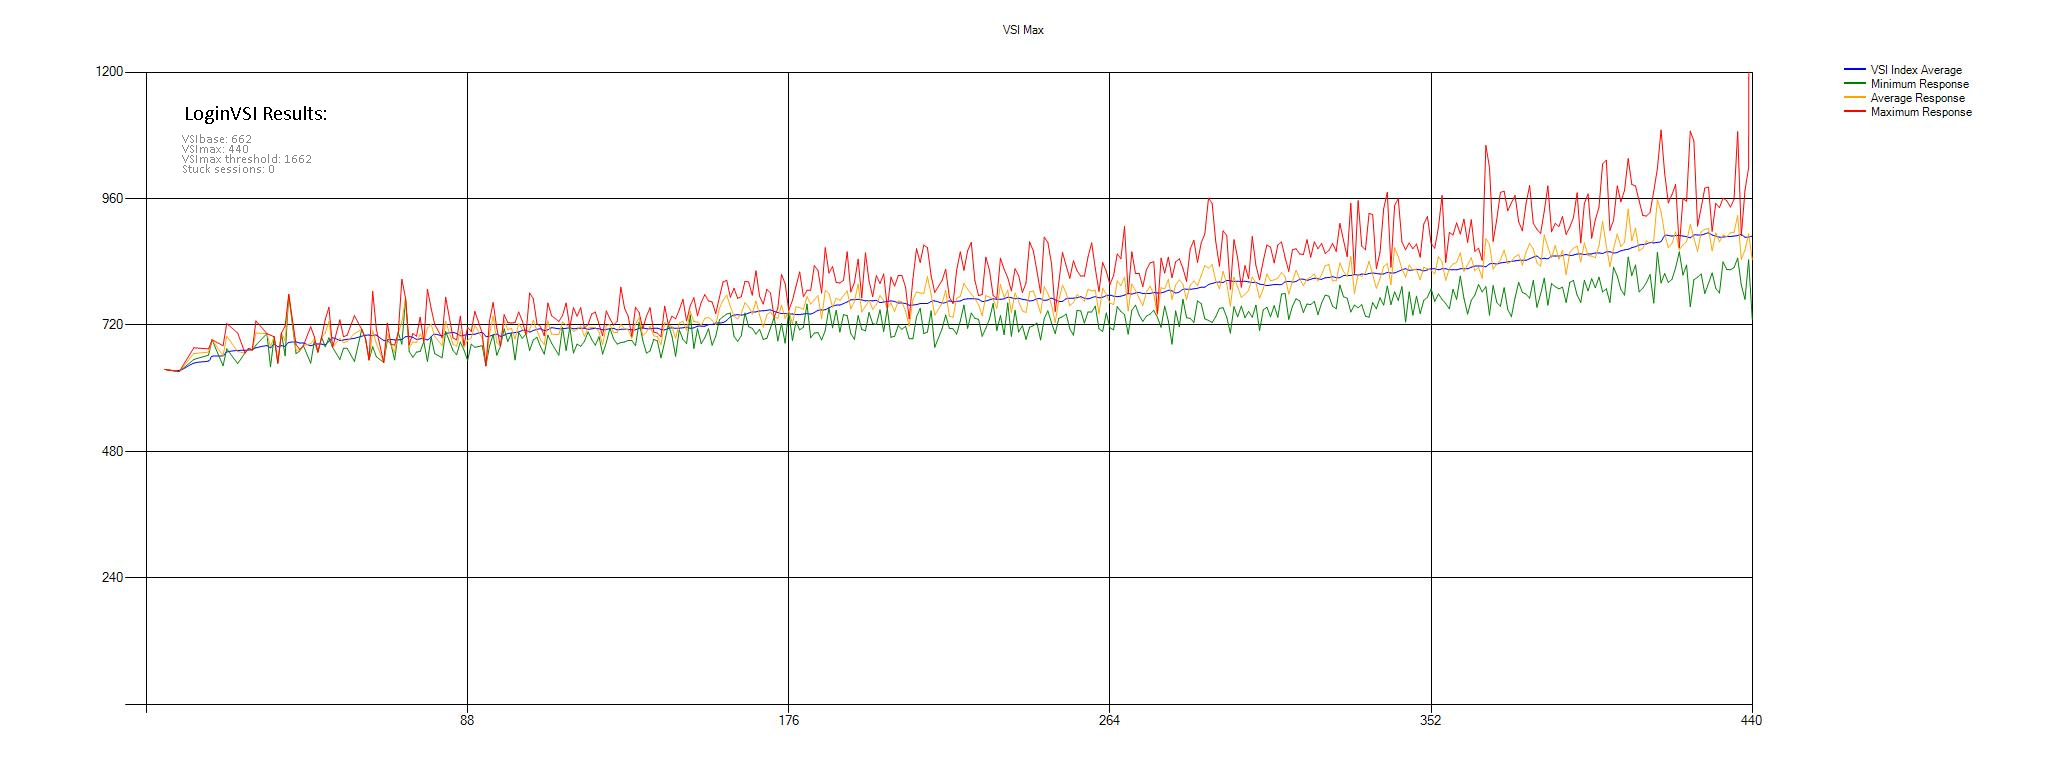 VSI Max
1200
960
720
480
240
LoginVSI Results:
VSIbase: 662
VSImax: 440
VSImax threshold: 1662
Stuck sessions: 0
VSI Index Average
Minimum Response
Average Response
Maximum Response
88 176 264 352 440